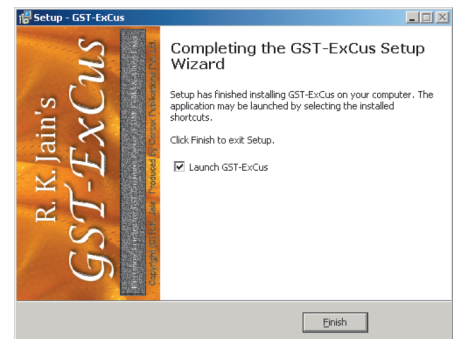 Setup - GST-ExCus
R. K. Jain's
GST-ExCus
Completing the GST-ExCus Setup
Wizard
Setup has finished installing GST-ExCus on your computer. The
application may be launched by selecting the installed
shortcuts.
Click Finish to exit Setup.
Launch GST-ExCus
Finish